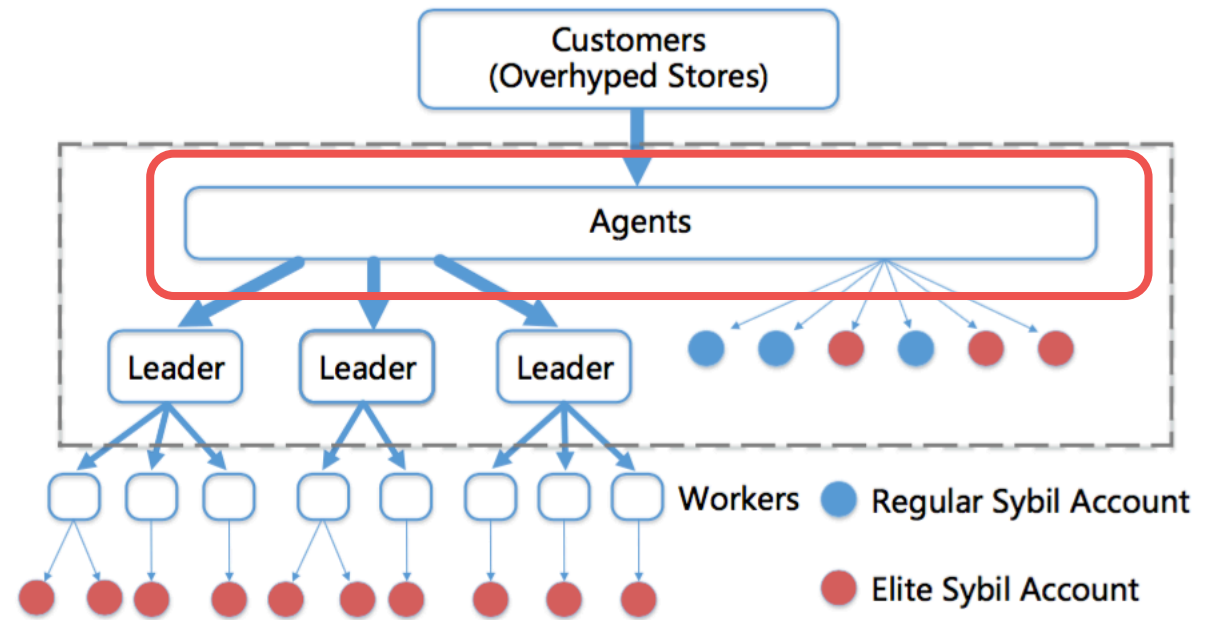 Customers
(Overhyped Stores)
Agents
Leader
Leader
Leader
Workers
Regular Sybil Account
Elite Sybil Account